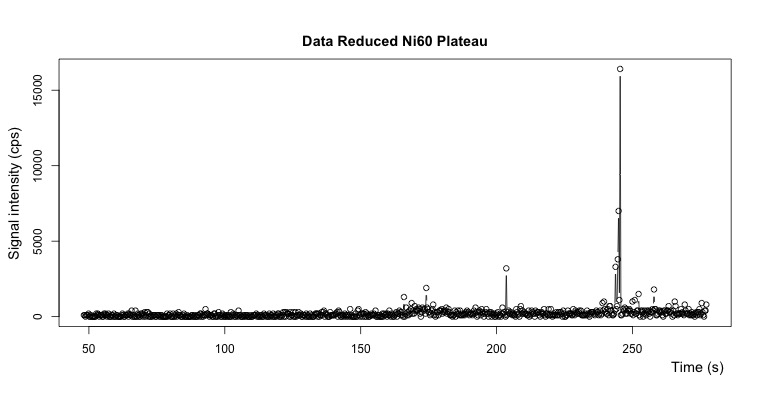 Data Reduced Ni60 Plateau
Signal intensity (cps)
15000
10000
5000
0
50 100 150 200 250
Time (s)